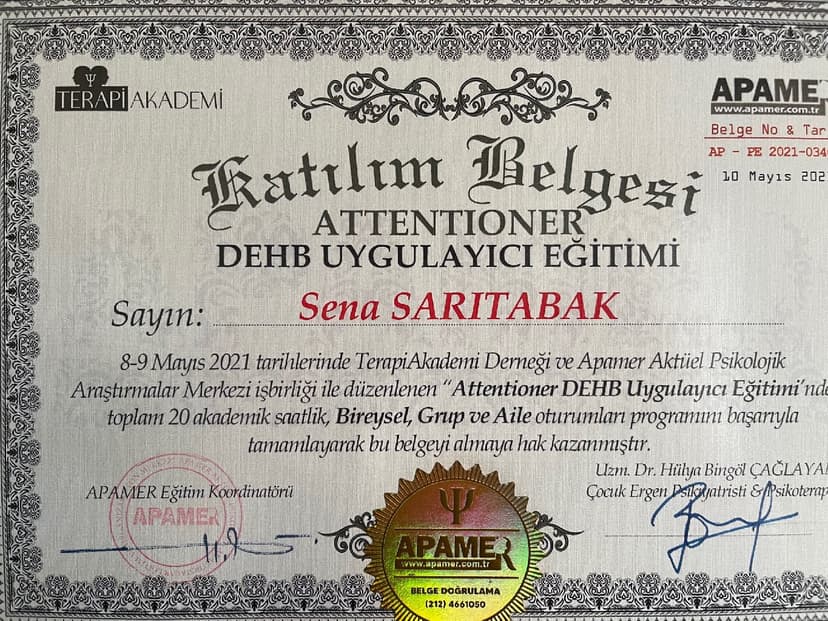 TERAPİ AKADEMİ
APAMER
www.apamer.com.tr
Belge No & Tar
AP - PE 2021-034
10 Mayıs 202
Katılım Belgesi
ATTENTIONER
DEHB UYGULAYICI EĞİTİMİ
Sayın: Sena SARITABAK
8-9 Mayıs 2021 tarihlerinde TerapiAkademi Derneği ve Apamer Aktüel Psikolojik
Araştırmalar Merkezi işbirliği ile düzenlenen “Attentioner DEHB Uygulayıcı Eğitimi’nde
toplam 20 akademik saatlik, Bireysel, Grup ve Aile oturumları programını başarıyla
tamamlayarak bu belgeyi almaya hak kazanmıştır.
Uzm. Dr. Hülya Bingöl ÇAĞLAYA
APAMER Eğitim Koordinatörü
Çocuk Ergen Psikiyatristi & Psikoterap
APAMER
APAMER
www.apamer.com.tr
BELGE DOĞRULAMA
(212) 4661050